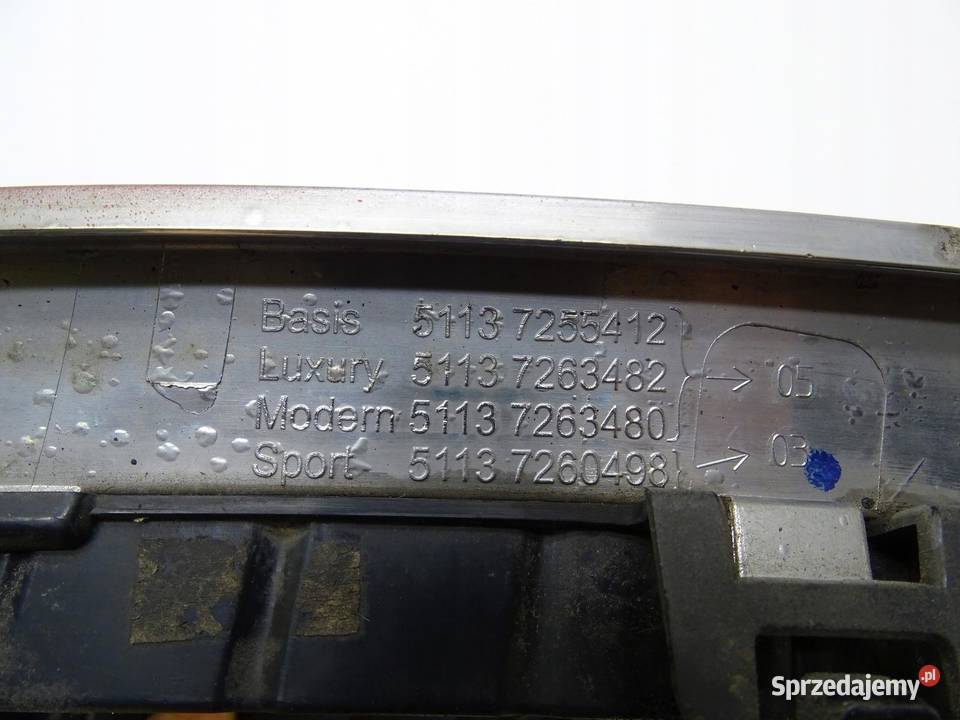 Basis 5113 7255412
Luxury 5113 7263482 → 05
Modern 5113 7263480
Sport 5113 7260498 → 03
Sprzedajemy.pl